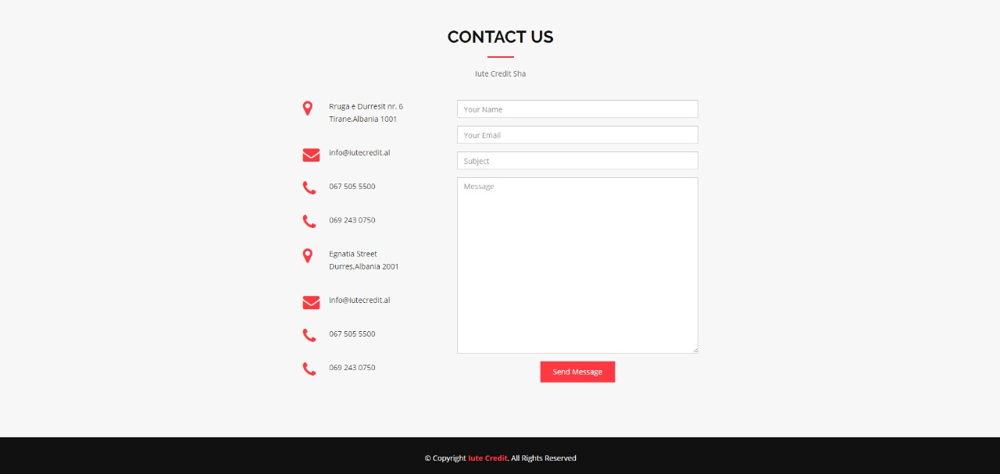 CONTACT US
Iute Credit Sha
Rruga e Durresit nr. 6
Tirane,Albania 1001
info@iutecredit.al
067 505 5500
069 243 0750
Egnatia Street
Durres,Albania 2001
info@iutecredit.al
067 505 5500
069 243 0750
Your Name
Your Email
Subject
Message
Send Message
© Copyright Iute Credit. All Rights Reserved